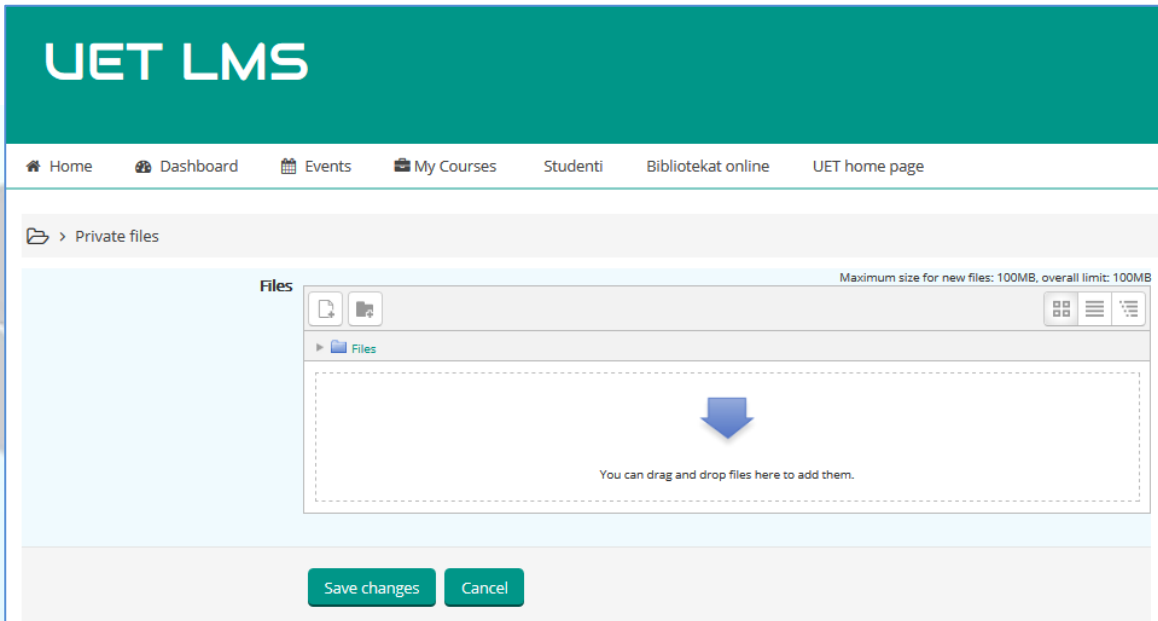 UET LMS
Home Dashboard Events My Courses Studenti Bibliotekat online UET home page
> Private files
Maximum size for new files: 100MB, overall limit: 100MB
Files
Files
You can drag and drop files here to add them.
Save changes Cancel